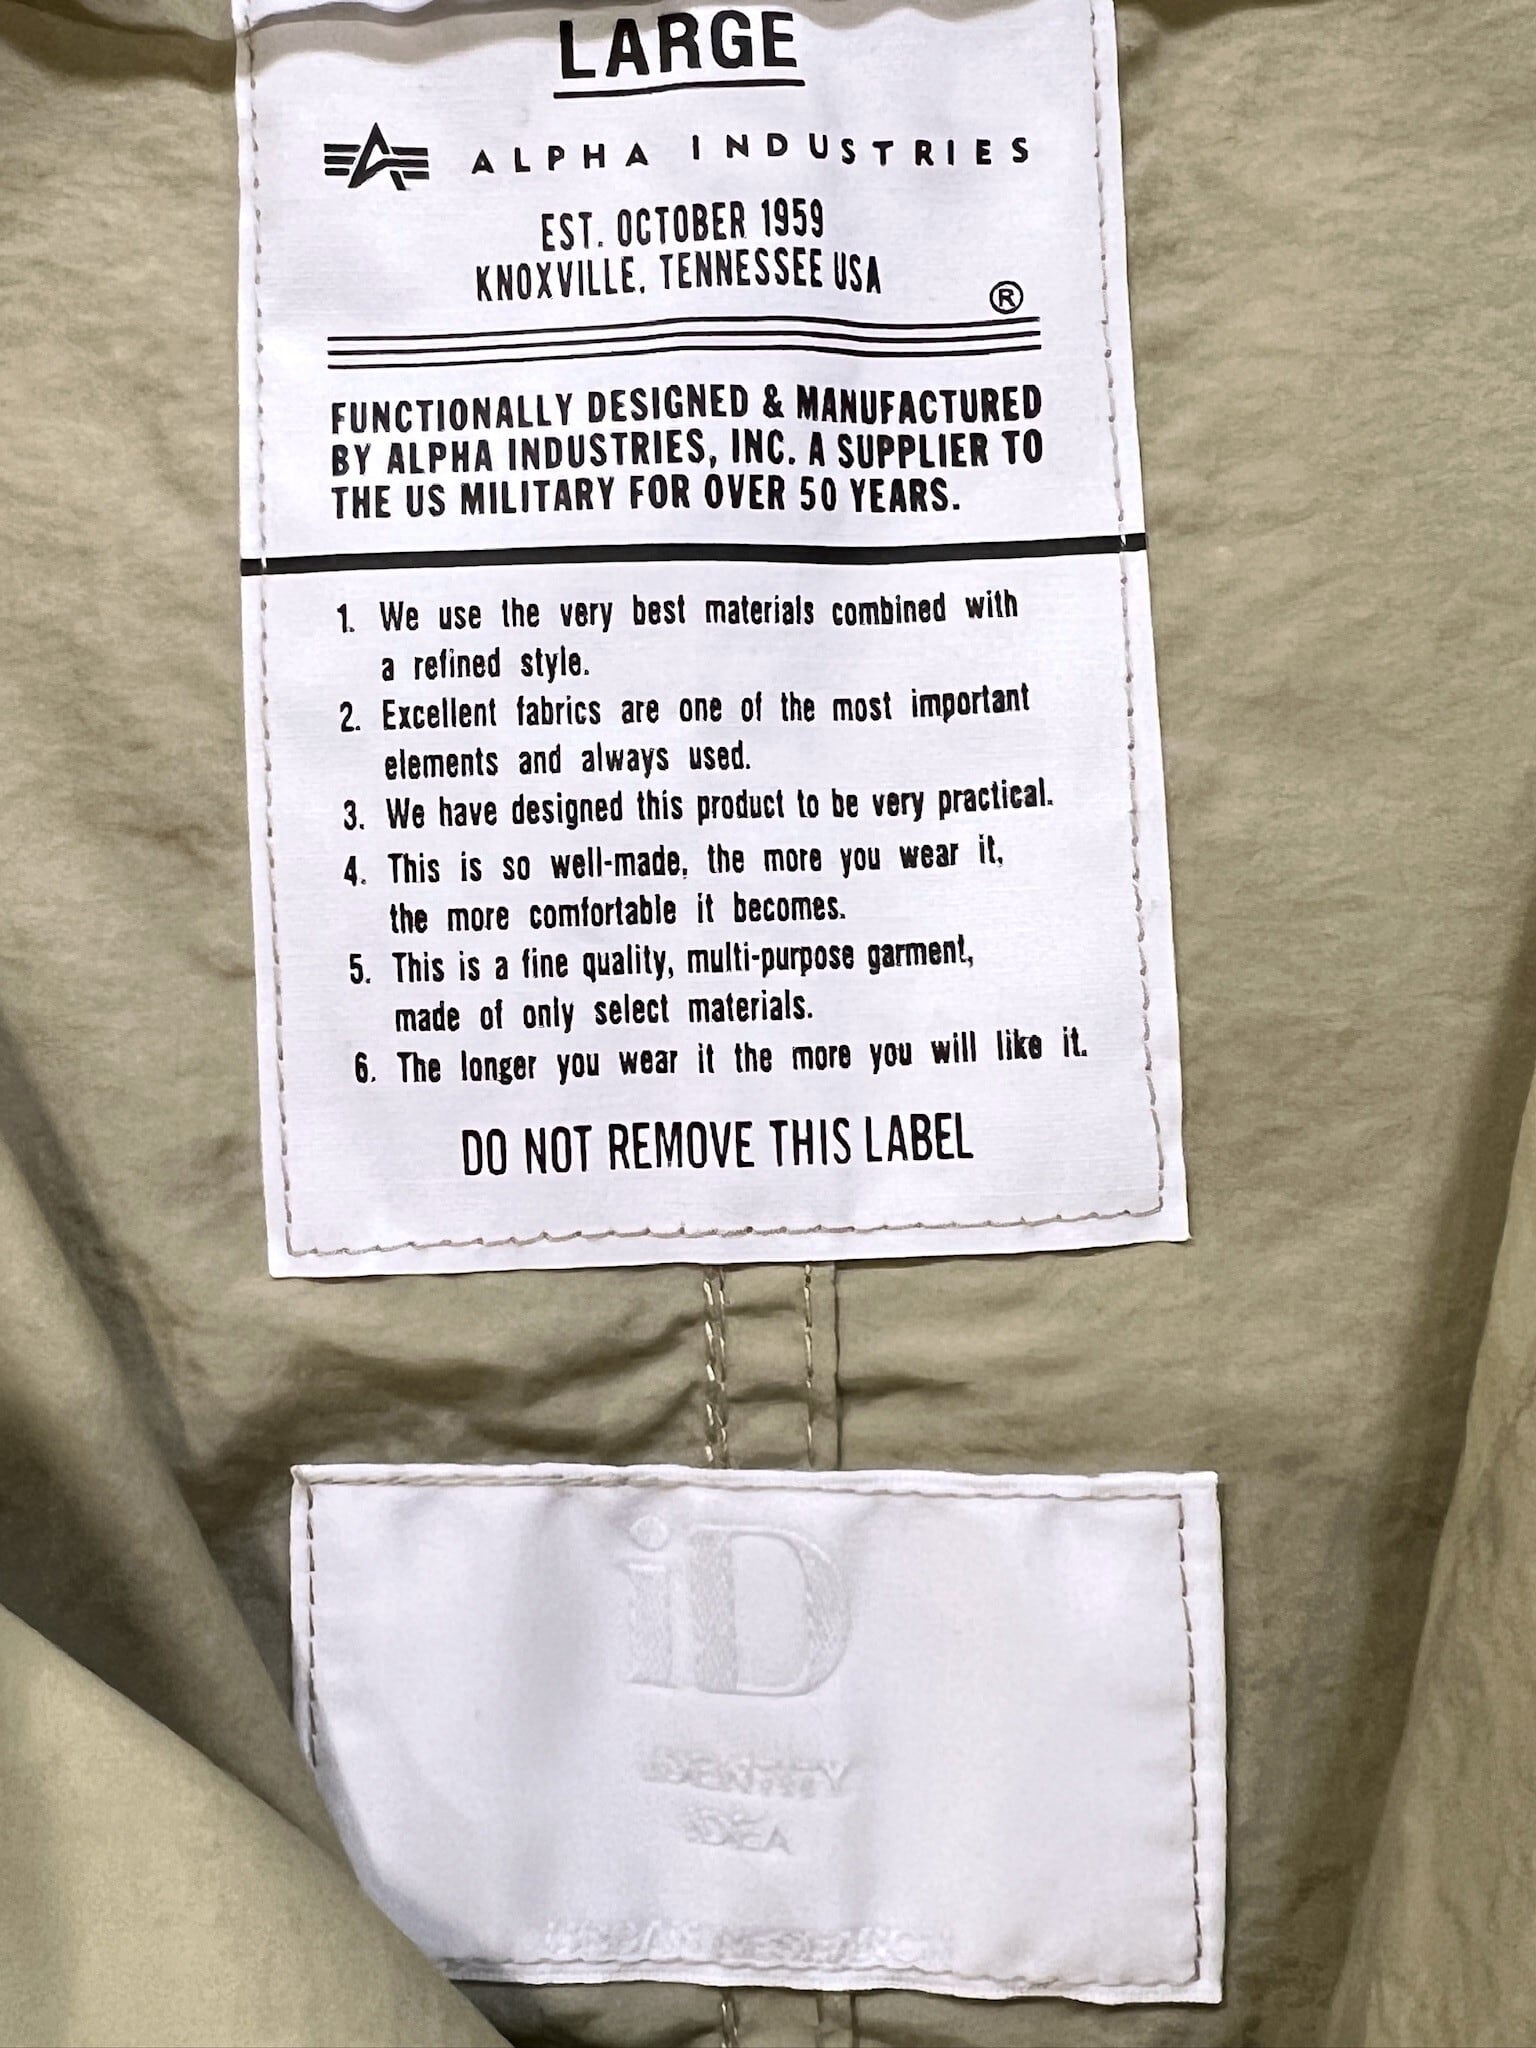 LARGE
ALPHA INDUSTRIES
EST. OCTOBER 1959
KNOXVILLE, TENNESSEE USA
®
FUNCTIONALLY DESIGNED & MANUFACTURED
BY ALPHA INDUSTRIES, INC. A SUPPLIER TO
THE US MILITARY FOR OVER 50 YEARS.
1. We use the very best materials combined with
a refined style.
2. Excellent fabrics are one of the most important
elements and always used.
3. We have designed this product to be very practical.
4. This is so well-made, the more you wear it,
the more comfortable it becomes.
5. This is a fine quality, multi-purpose garment,
made of only select materials.
6. The longer you wear it the more you will like it.
DO NOT REMOVE THIS LABEL
iD